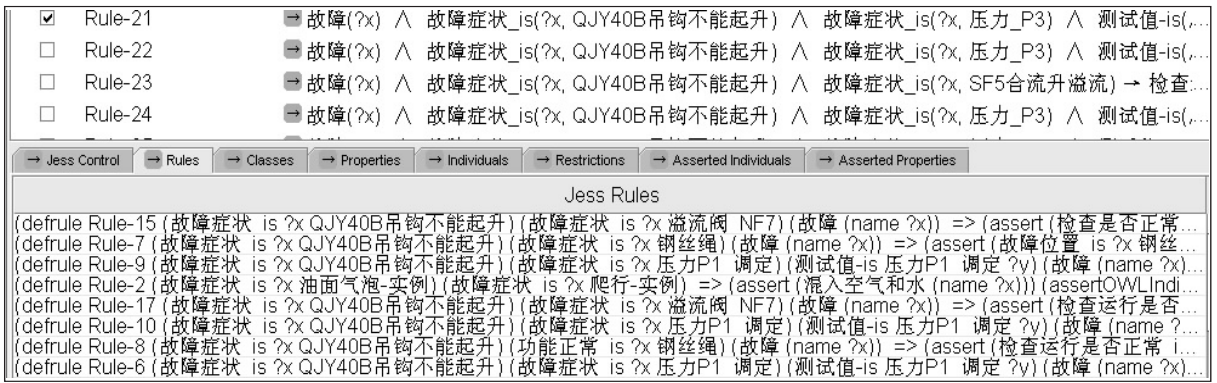 Rule-21 → 故障(?x) ∧ 故障症状_is(?x, QJY40B吊钩不能起升) ∧ 故障症状_is(?x, 压力_P3) ∧ 测试值-is(,...
Rule-22 → 故障(?x) ∧ 故障症状_is(?x, QJY40B吊钩不能起升) ∧ 故障症状_is(?x, 压力_P3) ∧ 测试值-is(,...
Rule-23 → 故障(?x) ∧ 故障症状_is(?x, QJY40B吊钩不能起升) ∧ 故障症状_is(?x, SF5合流升溢流) → 检查...
Rule-24 → 故障(?x) ∧ 故障症状_is(?x, QJY40B吊钩不能起升) ∧ 故障症状_is(?x, 压力_P3) ∧ 测试值-is(,...
→ Jess Control → Rules → Classes → Properties → Individuals → Restrictions → Asserted Individuals → Asserted Properties
Jess Rules
(defrule Rule-15 (故障症状 is ?x QJY40B吊钩不能起升) (故障症状 is ?x 溢流阀 NF7) (故障 (name ?x)) => (assert (检查是否正常...
(defrule Rule-7 (故障症状 is ?x QJY40B吊钩不能起升) (故障症状 is ?x 钢丝绳) (故障 (name ?x)) => (assert (故障位置 is ?x 钢丝...
(defrule Rule-9 (故障症状 is ?x QJY40B吊钩不能起升) (故障症状 is ?x 压力P1 调定) (测试值-is 压力P1 调定 ?y) (故障 (name ?x)...
(defrule Rule-2 (故障症状 is ?x 油面气泡-实例) (故障症状 is ?x 爬行-实例) => (assert (混入空气和水 (name ?x))) (assertOWLIndi...
(defrule Rule-17 (故障症状 is ?x QJY40B吊钩不能起升) (故障症状 is ?x 溢流阀 NF7) (故障 (name ?x)) => (assert (检查运行是否...
(defrule Rule-10 (故障症状 is ?x QJY40B吊钩不能起升) (故障症状 is ?x 压力P1 调定) (测试值-is 压力P1 调定 ?y) (故障 (name ?...
(defrule Rule-8 (故障症状 is ?x QJY40B吊钩不能起升) (功能正常 is ?x 钢丝绳) (故障 (name ?x)) => (assert (检查运行是否正常 i...
(defrule Rule-6 (故障症状 is ?x QJY40B吊钩不能起升) (故障症状 is ?x 压力P1 调定) (测试值-is 压力P1 调定 ?y) (故障 (name ?x)...